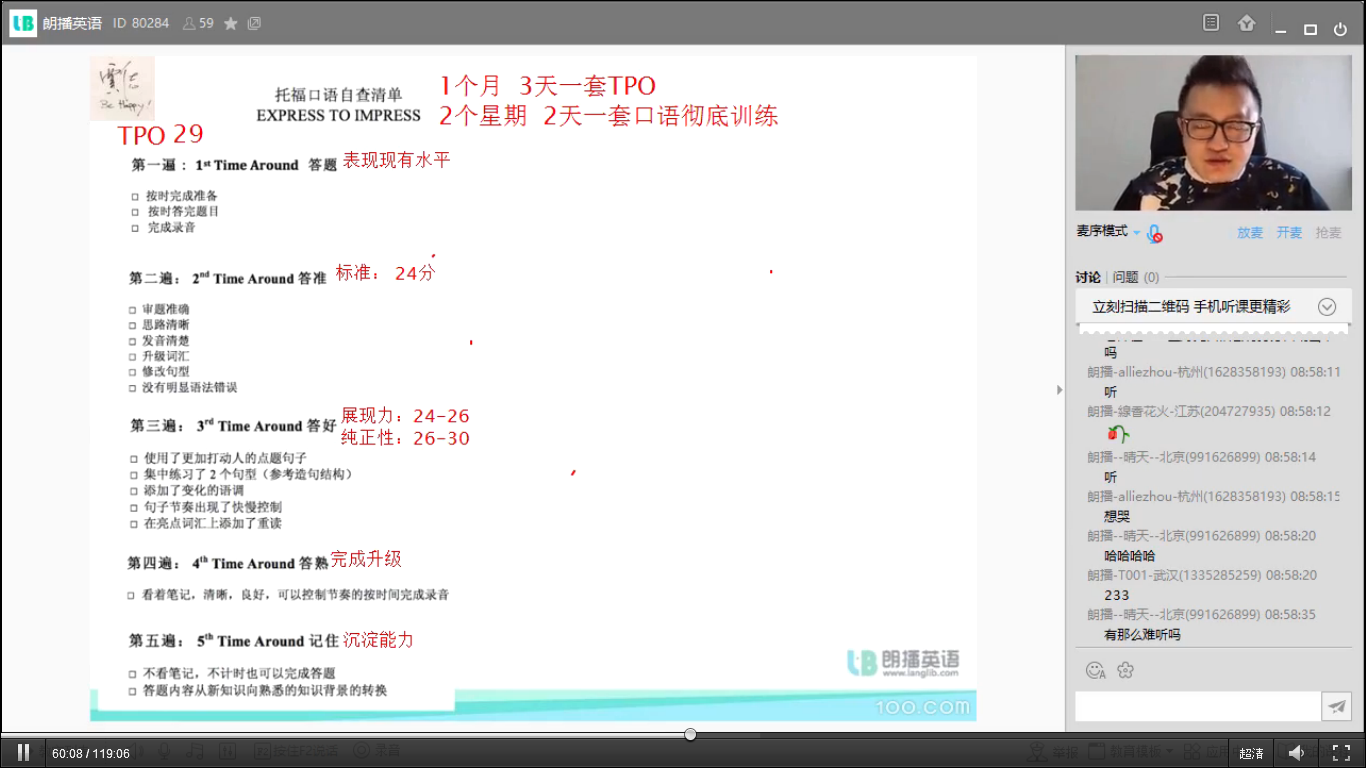 朗播英语 ID 80284 59
托福口语自查清单
EXPRESS TO IMPRESS
1个月 3天一套TPO
2个星期 2天一套口语彻底训练
Be Happy!
TPO 29
第一遍： 1st Time Around 答题 表现现有水平
□ 按时完成准备
□ 按时答完题目
□ 完成录音
第二遍： 2nd Time Around 答准 标准： 24分
□ 审题准确
□ 思路清晰
□ 发音清楚
□ 升级词汇
□ 修改句型
□ 没有明显语法错误
第三遍： 3rd Time Around 答好 展现力：24-26
纯正性：26-30
□ 使用了更加打动人的点题句子
□ 集中练习了 2 个句型（参考造句结构）
□ 添加了变化的语调
□ 句子节奏出现了快慢控制
□ 在亮点词汇上添加了重读
第四遍： 4th Time Around 答熟 完成升级
□ 看着笔记，清晰，良好，可以控制节奏的按时间完成录音
第五遍： 5th Time Around 记住 沉淀能力
□ 不看笔记，不计时也可以完成答题
□ 答题内容从新知识向熟悉的知识背景的转换
LB 朗播英语
www.langlib.com
100.com
麦序模式 放麦 开麦 抢麦
讨论 问题 (0)
立刻扫描二维码 手机听课更精彩
吗
朗播-alliezhou-杭州(1628358193) 08:58:11
听
朗播-線香花火-江苏(204727935) 08:58:12
朗播--晴天--北京(991626899) 08:58:14
听
朗播-alliezhou-杭州(1628358193) 08:58:15
想哭
朗播--晴天--北京(991626899) 08:58:20
哈哈哈哈
朗播-T001-武汉(1335285259) 08:58:20
233
朗播--晴天--北京(991626899) 08:58:35
有那么难听吗
60:08 / 119:06 超清